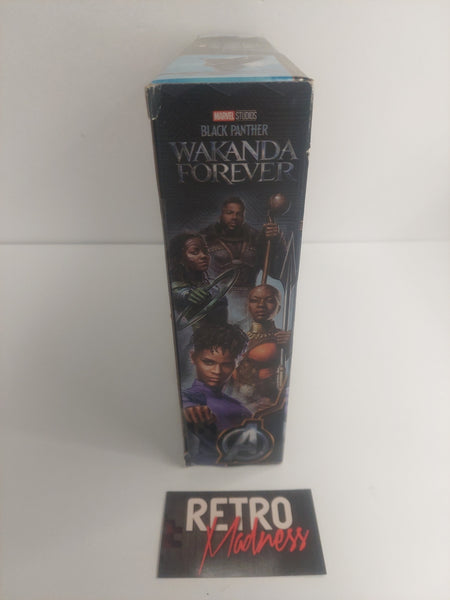 MARVEL STUDIOS
BLACK PANTHER
WAKANDA
FOREVER
RETRO
Madness